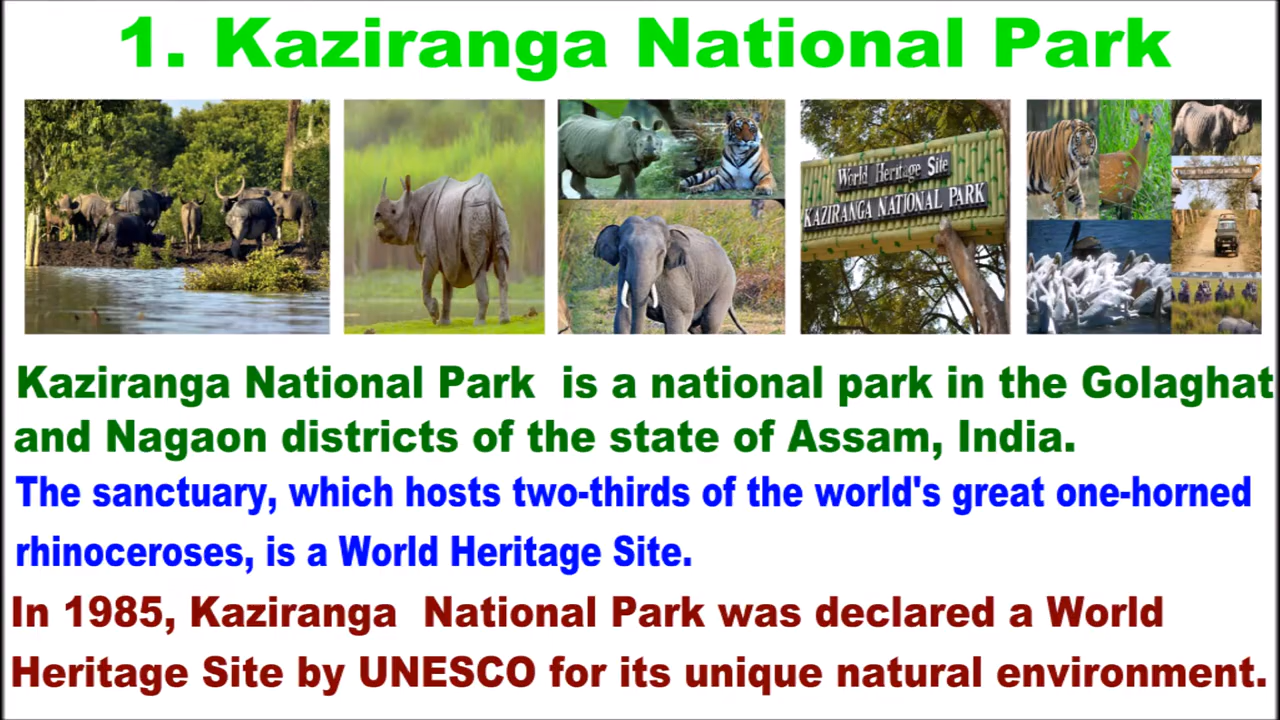 1. Kaziranga National Park
World Heritage Site
KAZIRANGA NATIONAL PARK
Kaziranga National Park is a national park in the Golaghat
and Nagaon districts of the state of Assam, India.
The sanctuary, which hosts two-thirds of the world's great one-horned
rhinoceroses, is a World Heritage Site.
In 1985, Kaziranga National Park was declared a World
Heritage Site by UNESCO for its unique natural environment.